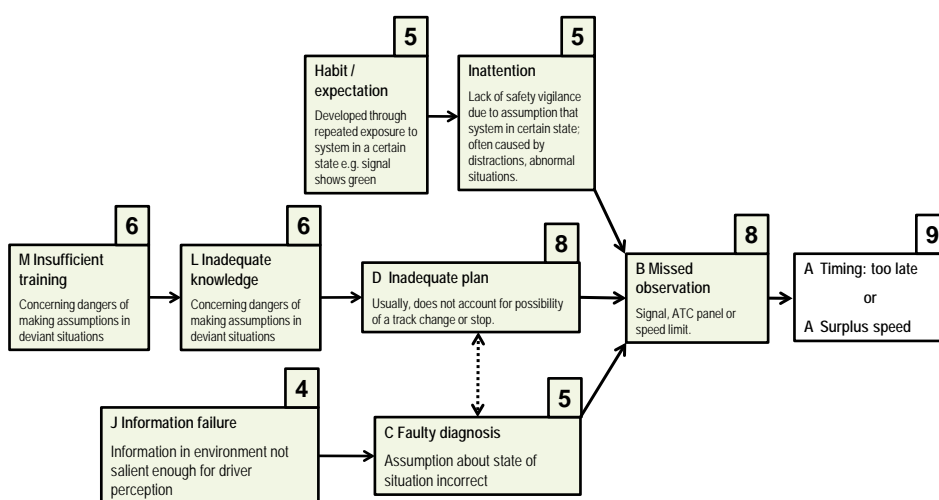 5
Habit /
expectation
Developed through
repeated exposure to
system in a certain
state e.g. signal
shows green
5
Inattention
Lack of safety vigilance
due to assumption that
system in certain state;
often caused by
distractions, abnormal
situations.
6
M Insufficient
training
Concerning dangers of
making assumptions in
deviant situations
6
L Inadequate
knowledge
Concerning dangers of
making assumptions in
deviant situations
8
D Inadequate plan
Usually, does not account for possibility
of a track change or stop.
8
B Missed
observation
Signal, ATC panel or
speed limit.
9
A Timing: too late
or
A Surplus speed
4
J Information failure
Information in environment not
salient enough for driver
perception
5
C Faulty diagnosis
Assumption about state of
situation incorrect